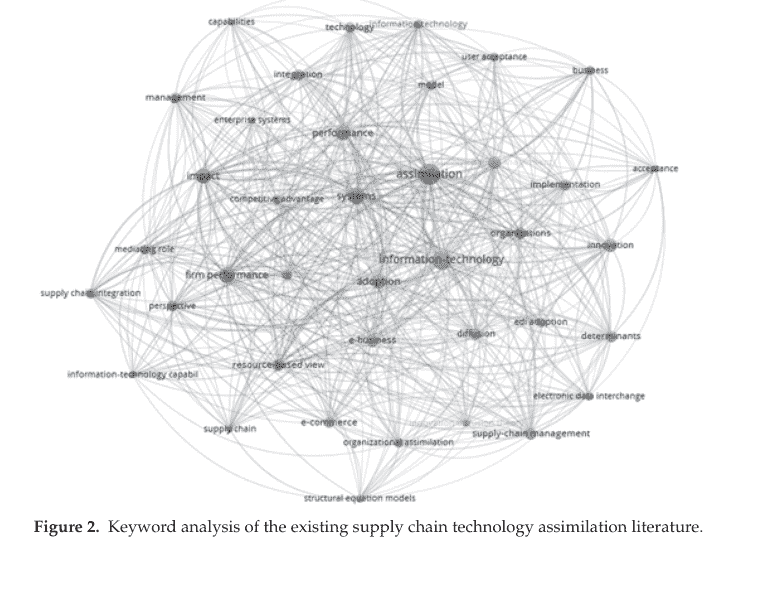 capabilities
technology
information technology
user acceptance
business
integration
model
management
enterprise systems
performance
assimilation
acceptance
impact
implementation
competitive advantage
systems
organizations
innovation
mediating role
information-technology
firm performance
adoption
supply chain integration
perspective
edi adoption
diffusion
determinants
e-business
resource-based view
information-technology capabil
electronic data interchange
supply chain
e-commerce
supply-chain management
organizational assimilation
structural equation models
Figure 2. Keyword analysis of the existing supply chain technology assimilation literature.